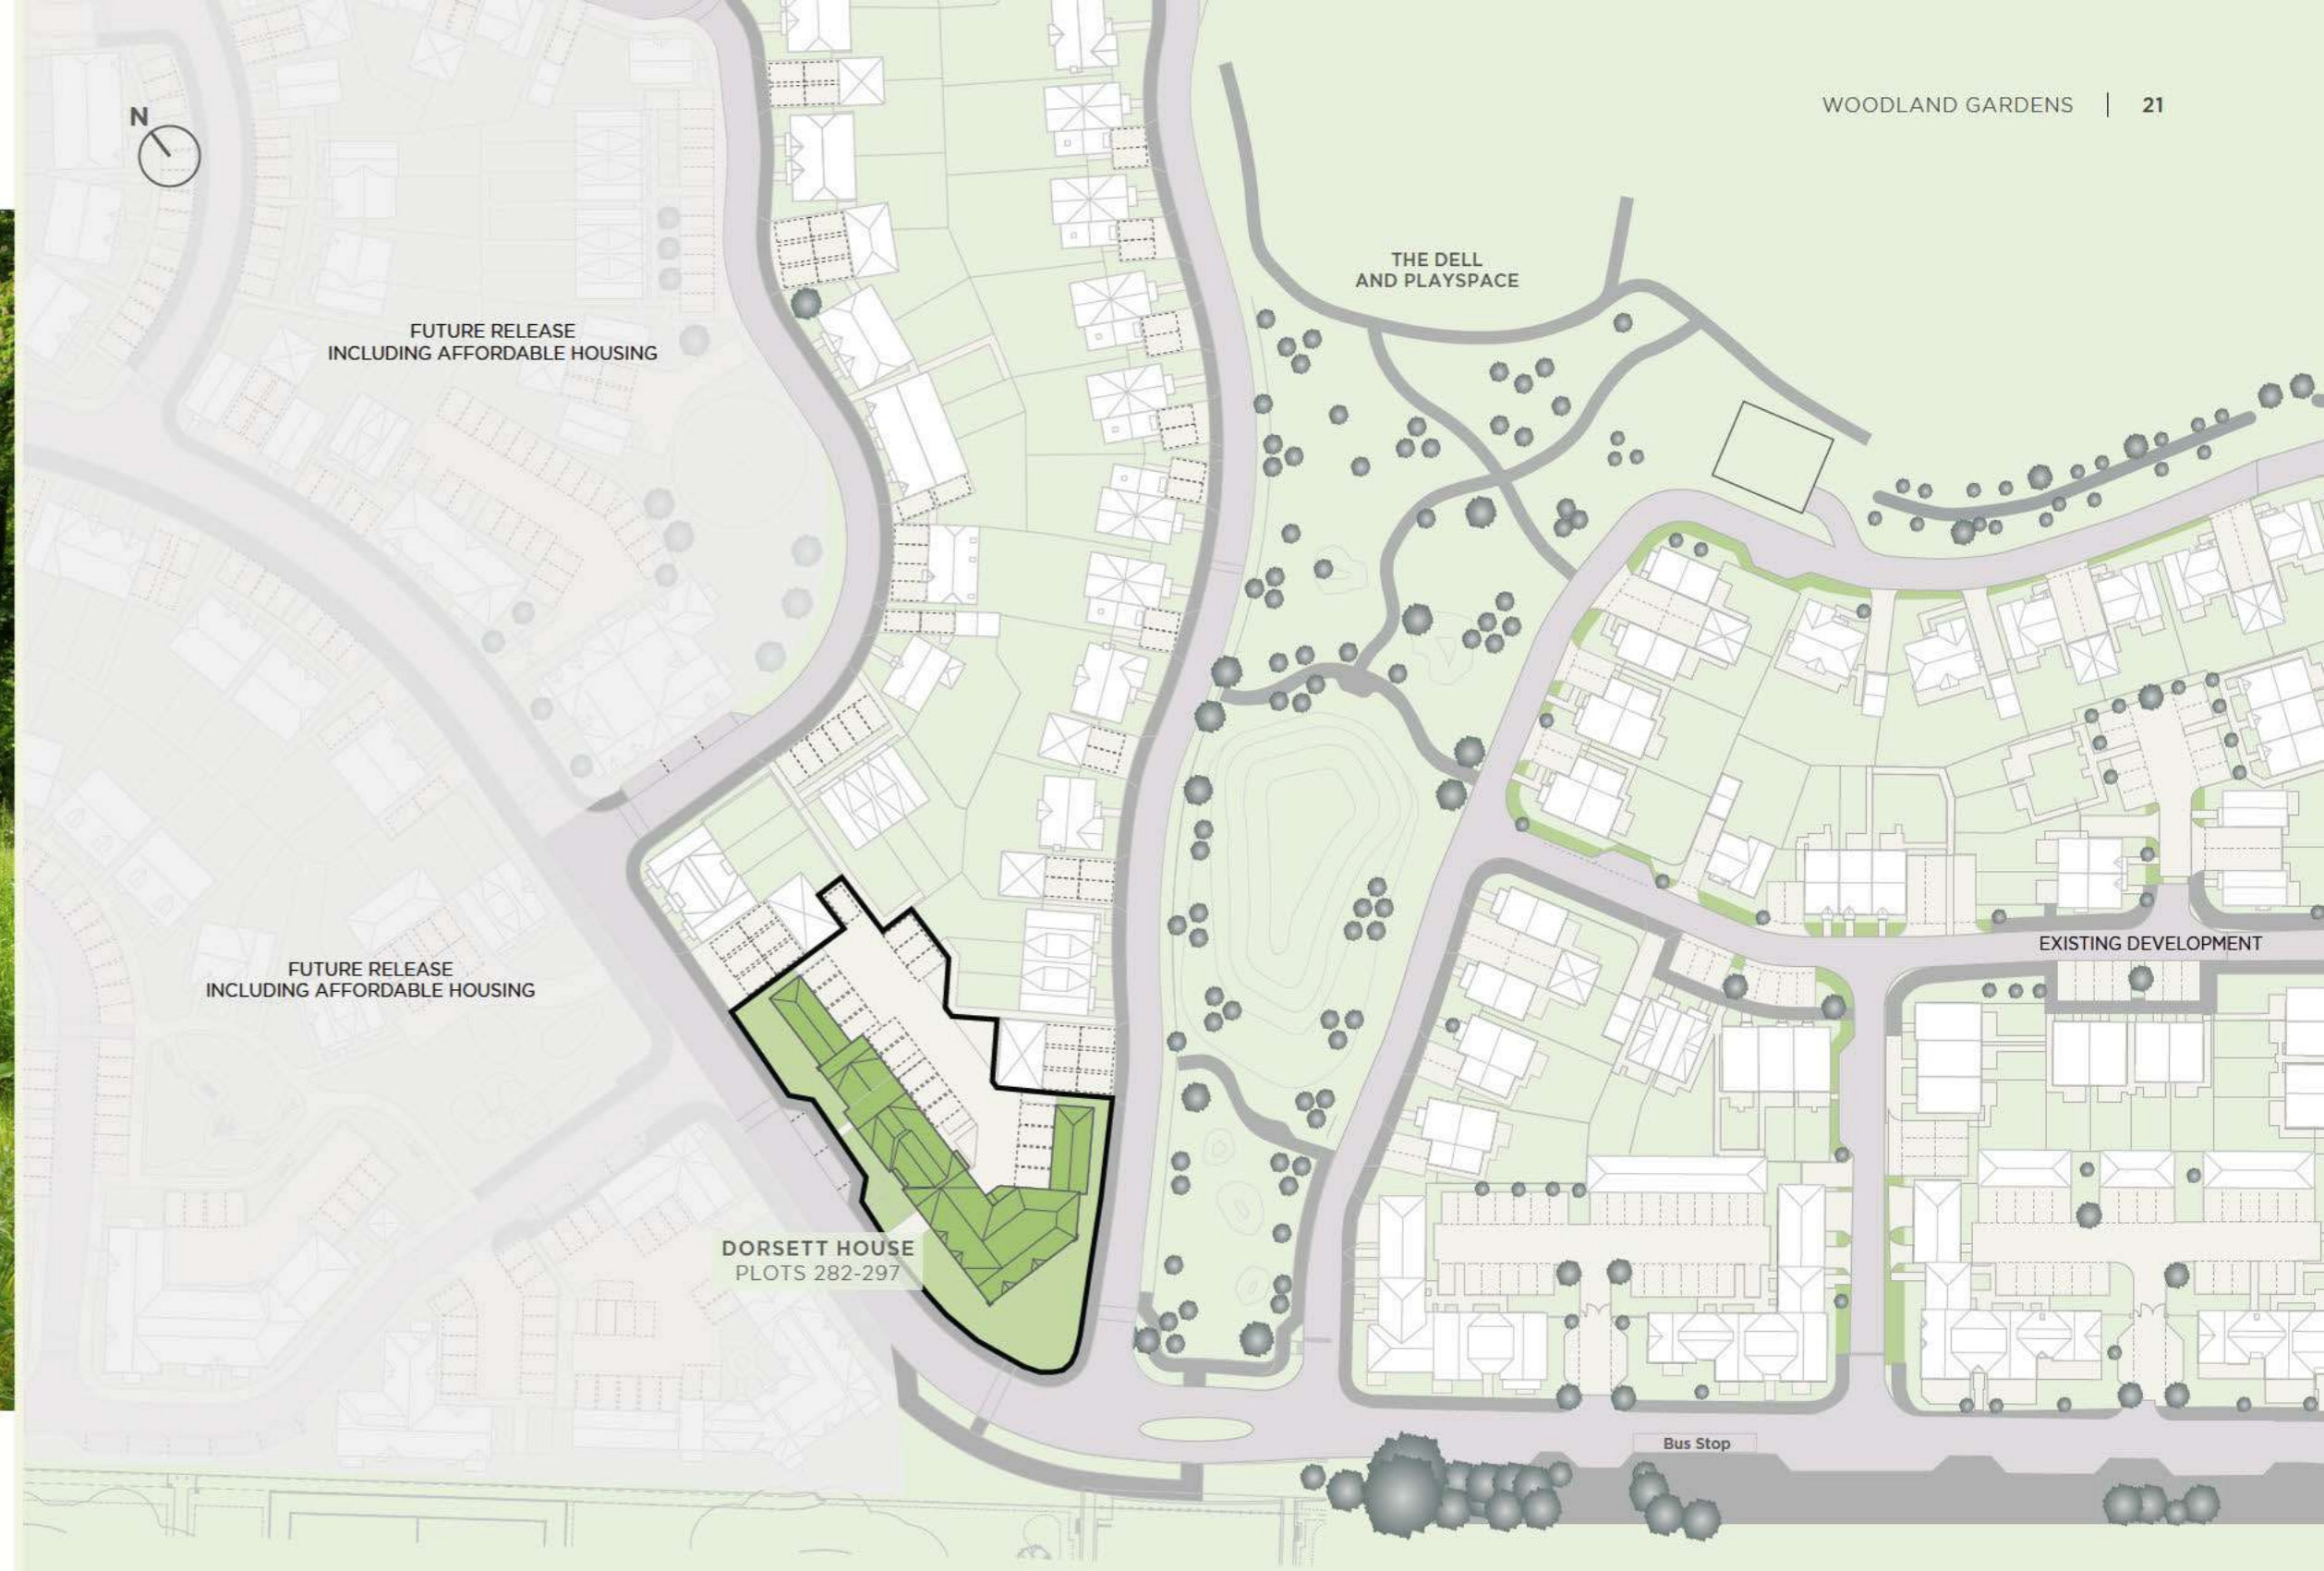 WOODLAND GARDENS | 21
N
THE DELL
AND PLAYSPACE
FUTURE RELEASE
INCLUDING AFFORDABLE HOUSING
EXISTING DEVELOPMENT
FUTURE RELEASE
INCLUDING AFFORDABLE HOUSING
DORSETT HOUSE
PLOTS 282-297
Bus Stop